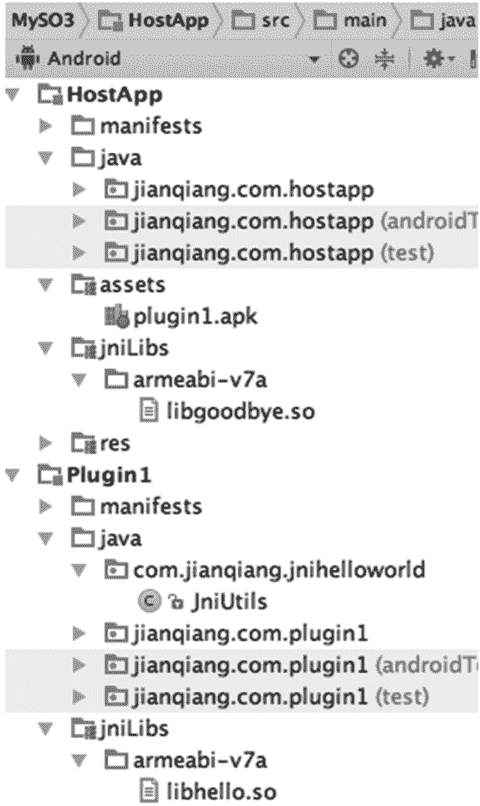 MySO3 HostApp src main java
Android
HostApp
manifests
java
jianqiang.com.hostapp
jianqiang.com.hostapp (androidT
jianqiang.com.hostapp (test)
assets
plugin1.apk
jniLibs
armeabi-v7a
libgoodbye.so
res
Plugin1
manifests
java
com.jianqiang.jnihelloworld
C JniUtils
jianqiang.com.plugin1
jianqiang.com.plugin1 (androidTe
jianqiang.com.plugin1 (test)
jniLibs
armeabi-v7a
libhello.so